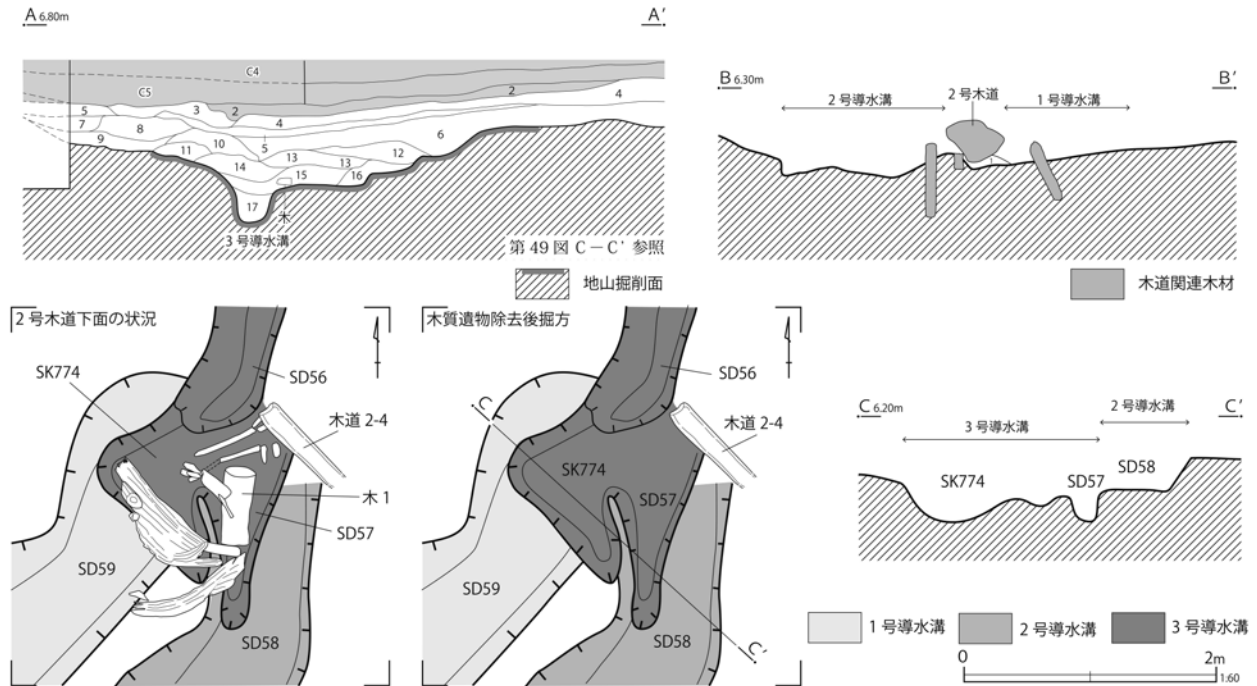 A 6.80m
A′
C4
C5
2
4
5
3
2
4
7
8
6
9
10
5
11
13
12
14
13
15
16
17
木
3号導水溝
第49図 C－C’ 参照
地山掘削面
B 6.30m
B′
2号木道
2号導水溝
1号導水溝
木道関連木材
2号木道下面の状況
SK774
SD56
木道2-4
木1
SD57
SD59
SD58
木質遺物除去後掘方
SD56
C
木道2-4
SK774
SD57
SD59
SD58
C′
C 6.20m
C′
2号導水溝
3号導水溝
SK774
SD57
SD58
1号導水溝
2号導水溝
3号導水溝
0
2m
1:60